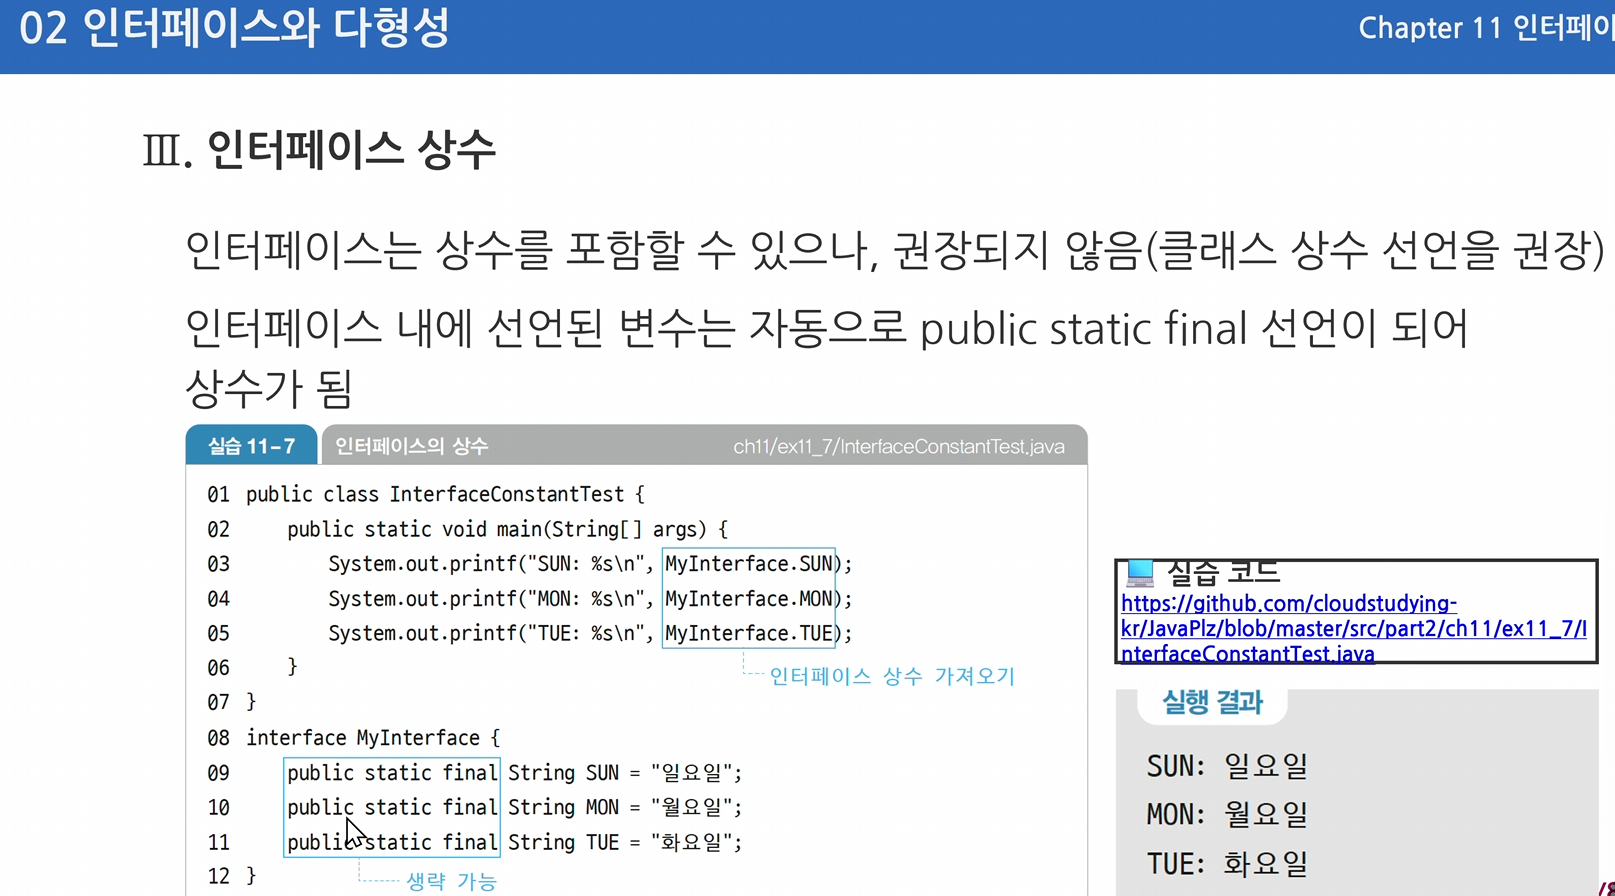 02 인터페이스와 다형성
Chapter 11 인터페이
Ⅲ. 인터페이스 상수
인터페이스는 상수를 포함할 수 있으나, 권장되지 않음(클래스 상수 선언을 권장)
인터페이스 내에 선언된 변수는 자동으로 public static final 선언이 되어
상수가 됨
실습 11-7 인터페이스의 상수 ch11/ex11_7/InterfaceConstantTest.java
01 public class InterfaceConstantTest {
02 public static void main(String[] args) {
03 System.out.printf("SUN: %s\n", MyInterface.SUN);
04 System.out.printf("MON: %s\n", MyInterface.MON);
05 System.out.printf("TUE: %s\n", MyInterface.TUE);
06 }
인터페이스 상수 가져오기
07 }
08 interface MyInterface {
09 public static final String SUN = "일요일";
10 public static final String MON = "월요일";
11 public static final String TUE = "화요일";
12 }
생략 가능
실습 코드
https://github.com/cloudstudying-
kr/JavaPlz/blob/master/src/part2/ch11/ex11_7/I
nterfaceConstantTest.java
실행 결과
SUN: 일요일
MON: 월요일
TUE: 화요일